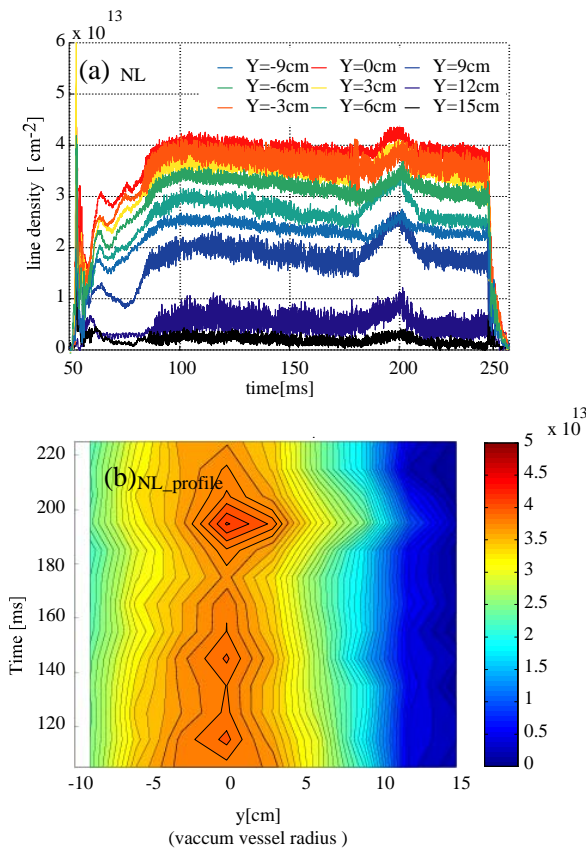 x 10 13
(a) NL
Y=-9cm Y=0cm Y=9cm
Y=-6cm Y=3cm Y=12cm
Y=-3cm Y=6cm Y=15cm
line density [ cm-2]
6
5
4
3
2
1
0
50 100 150 200 250
time[ms]
x 10 13
(b) NL_profile
Time [ms]
220
200
180
160
140
120
-10 -5 0 5 10 15
y[cm]
(vaccum vessel radius )
5
4.5
4
3.5
3
2.5
2
1.5
1
0.5
0